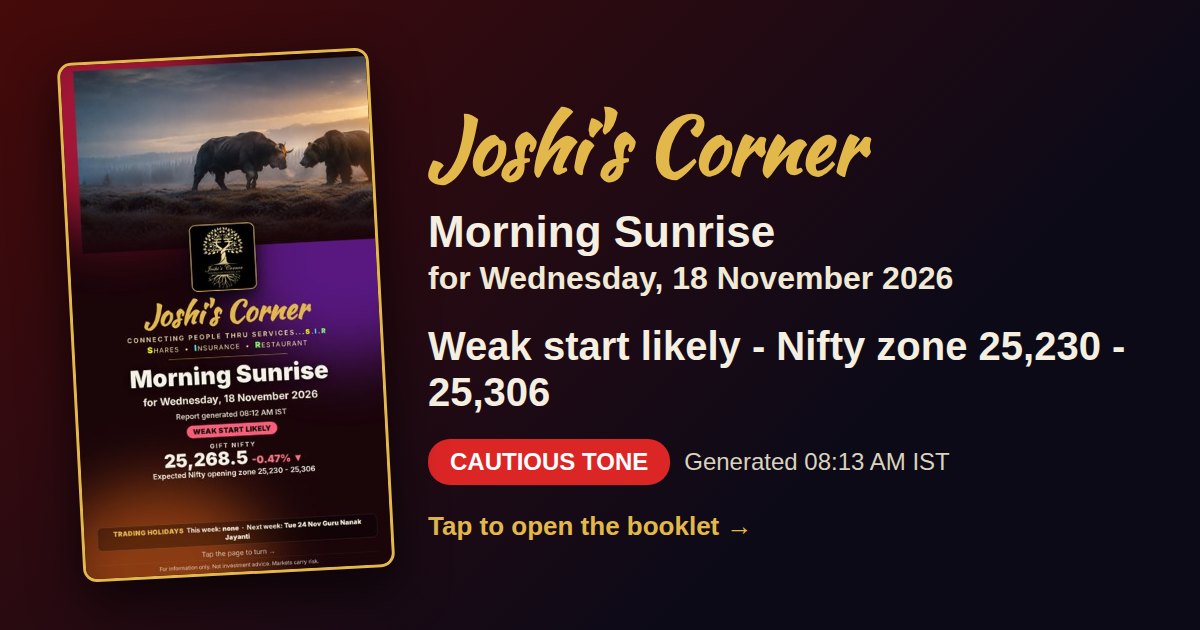 Joshi's Corner
CONNECTING PEOPLE THRU SERVICES...S.I.R
SHARES • INSURANCE • RESTAURANT
Morning Sunrise
for Wednesday, 18 November 2026
Report generated 08:12 AM IST
WEAK START LIKELY
GIFT NIFTY
25,268.5 -0.47% ▼
Expected Nifty opening zone 25,230 - 25,306
TRADING HOLIDAYS This week: none · Next week: Tue 24 Nov Guru Nanak
Jayanti
Tap the page to turn →
For information only. Not investment advice. Markets carry risk.
Joshi's Corner
Morning Sunrise
for Wednesday, 18 November 2026
Weak start likely - Nifty zone 25,230 -
25,306
CAUTIOUS TONE Generated 08:13 AM IST
Tap to open the booklet →